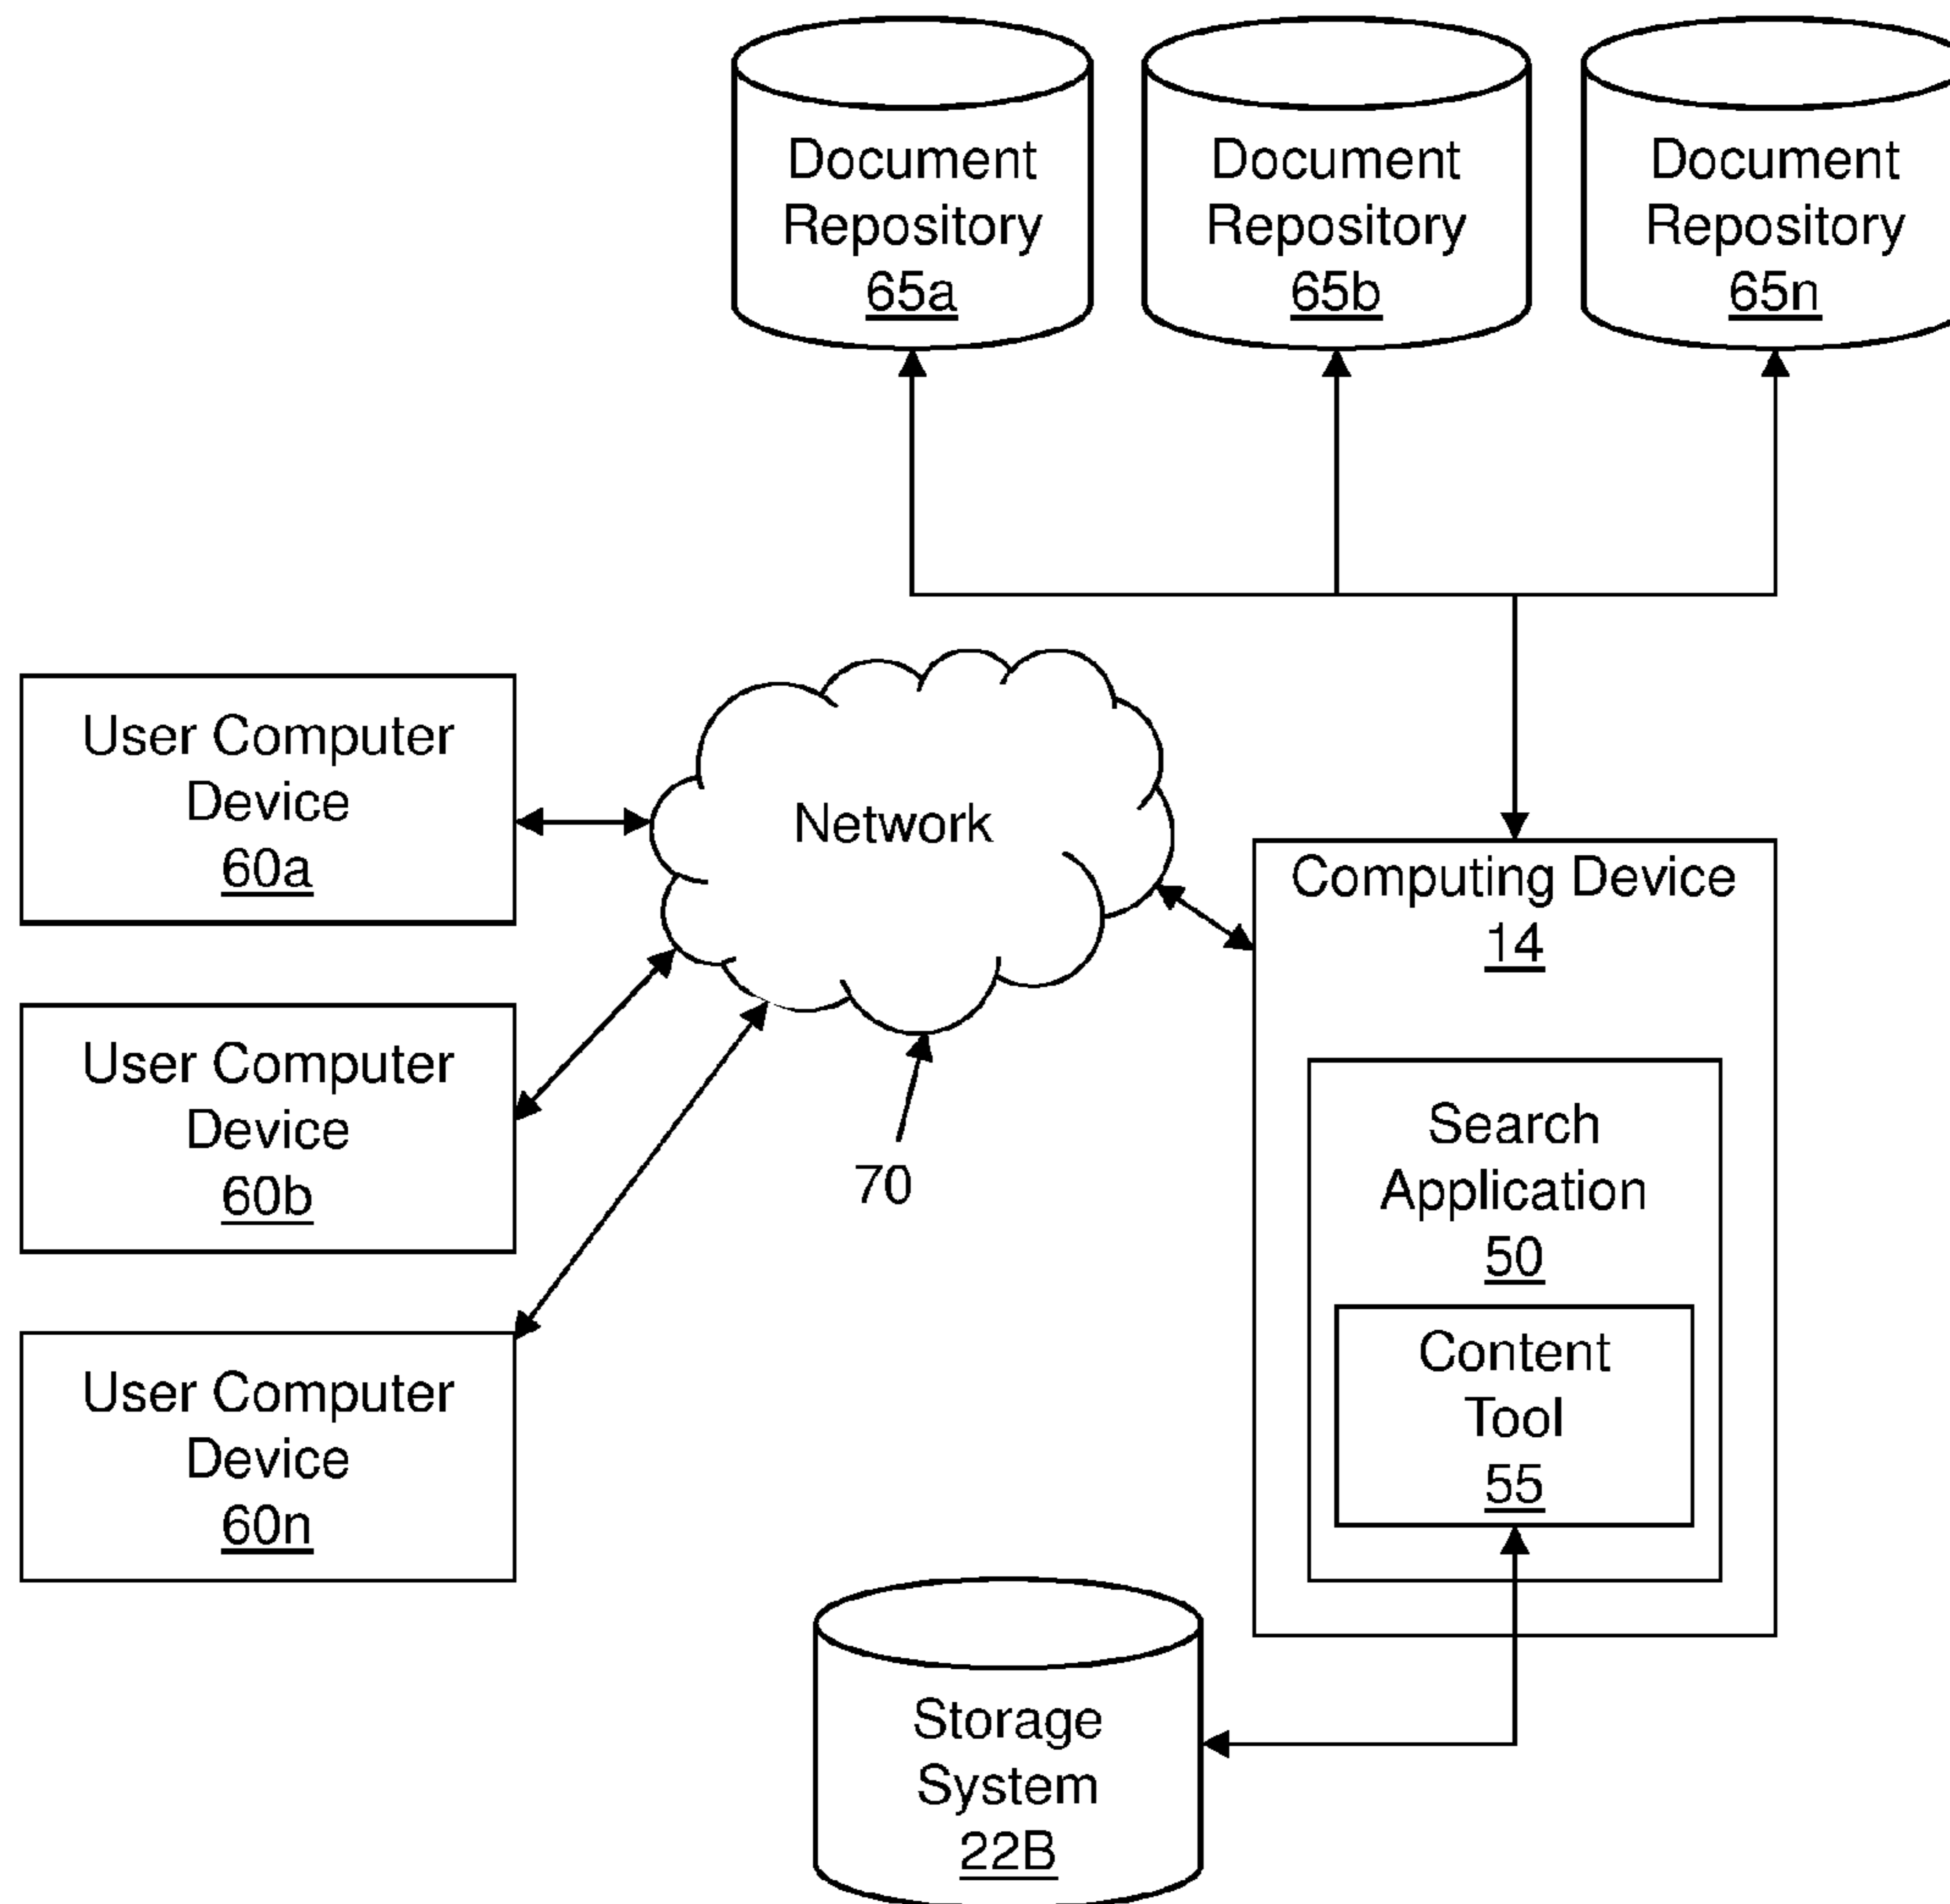 Document
Repository
65a
Document
Repository
65b
Document
Repository
65n
User Computer
Device
60a
Network
Computing Device
14
User Computer
Device
60b
70
Search
Application
50
User Computer
Device
60n
Content
Tool
55
Storage
System
22B